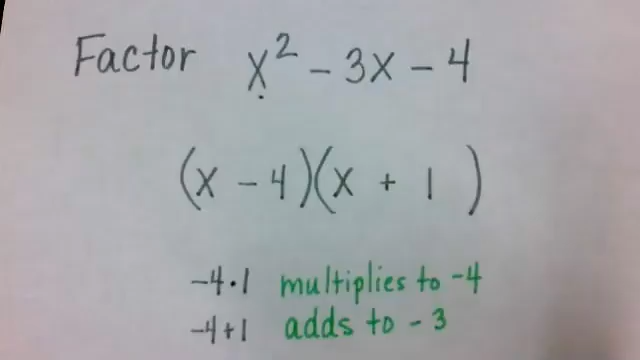 Factor x² - 3x - 4
(x - 4)(x + 1)
-4·1 multiplies to -4
-4+1 adds to -3